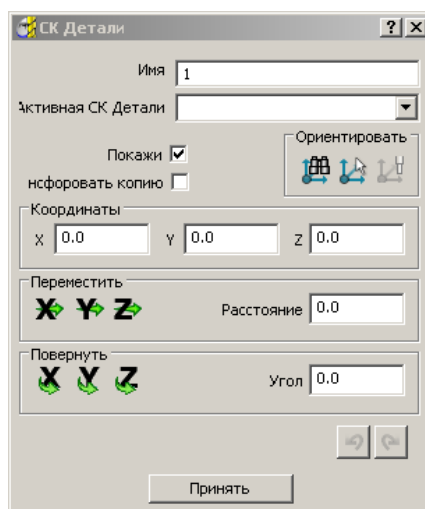 СК Детали
Имя 1
Активная СК Детали
Ориентировать
Покажи
нсфоровать копию
Координаты
X 0.0 Y 0.0 Z 0.0
Переместить
X Y Z Расстояние 0.0
Повернуть
X Y Z Угол 0.0
Принять